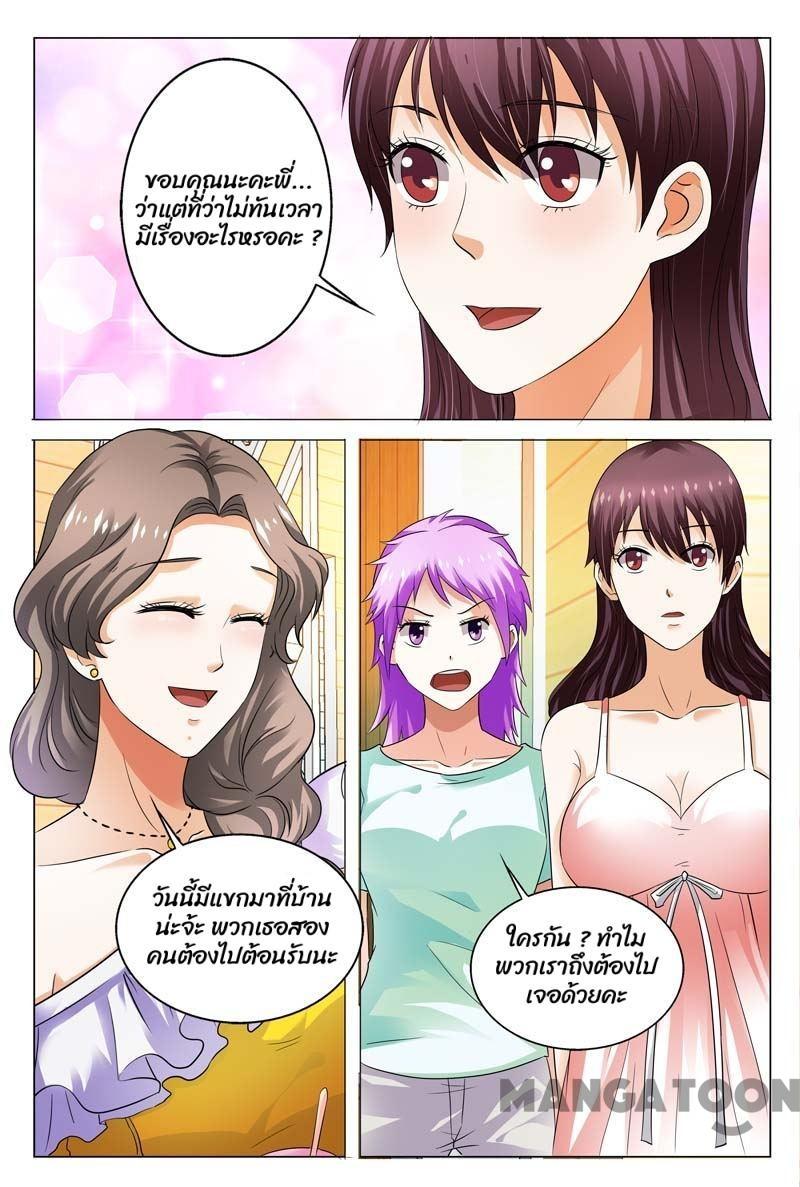 ขอบคุณนะคะพี่...
ว่าแต่ที่ว่าไม่ทันเวลา
มีเรื่องอะไรหรอคะ ?
วันนี้มีแขกมาที่บ้าน
น่ะจ้ะ พวกเธอสอง
คนต้องไปต้อนรับนะ
ใครกัน ? ทำไม
พวกเราถึงต้องไป
เจอด้วยคะ
MANGATOON